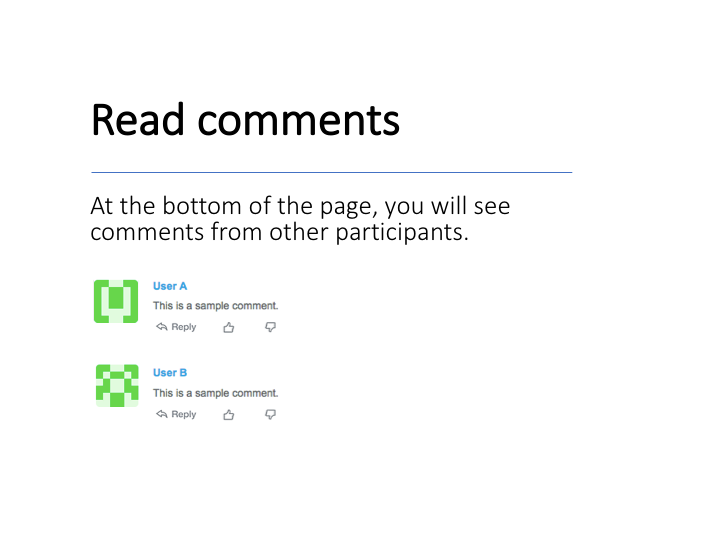 Read comments
At the bottom of the page, you will see
comments from other participants.
User A
This is a sample comment.
Reply
User B
This is a sample comment.
Reply